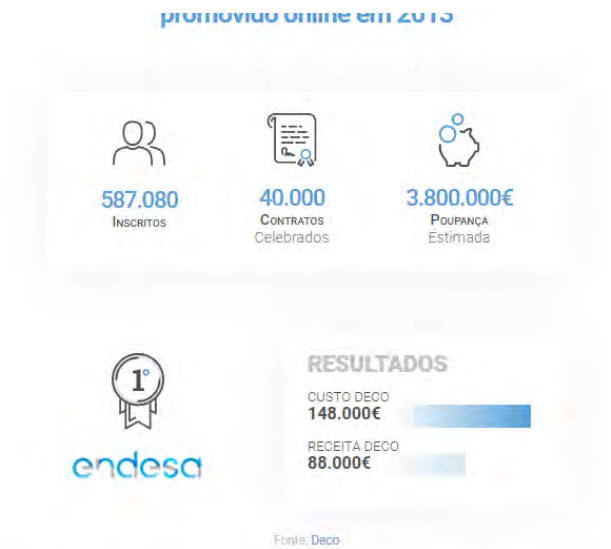 promovido online em 2013
587.080
INSCRITOS
40.000
CONTRATOS
Celebrados
3.800.000€
POUPANÇA
Estimada
1°
endesa
RESULTADOS
CUSTO DECO
148.000€
RECEITA DECO
88.000€
Fonte: Deco